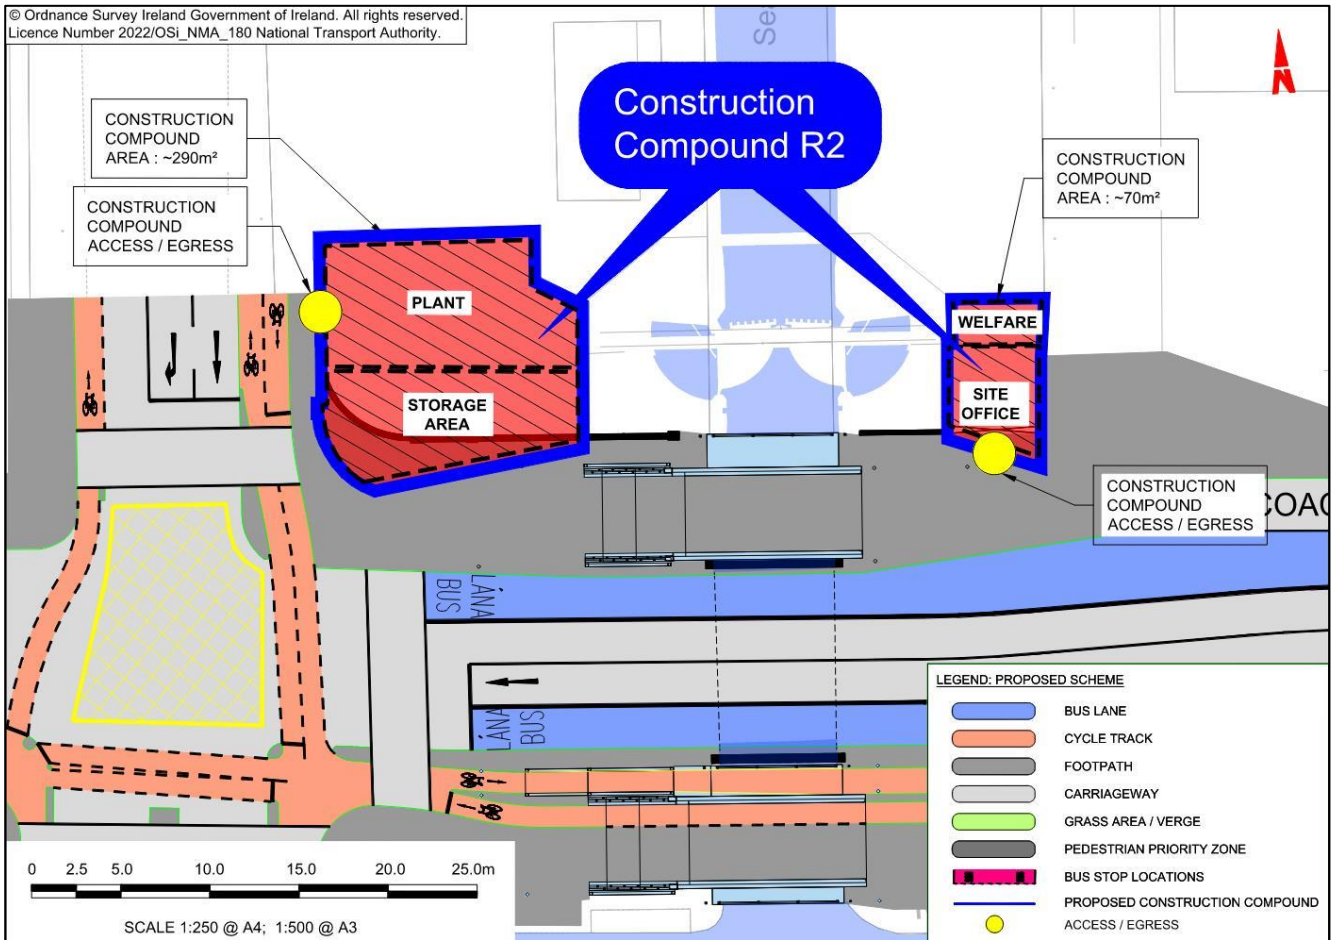 © Ordnance Survey Ireland Government of Ireland. All rights reserved.
Licence Number 2022/OSi_NMA_180 National Transport Authority.
Sea
N
Construction
Compound R2
CONSTRUCTION
COMPOUND
AREA : ~290m²
CONSTRUCTION
COMPOUND
ACCESS / EGRESS
CONSTRUCTION
COMPOUND
AREA : ~70m²
PLANT
STORAGE
AREA
WELFARE
SITE
OFFICE
CONSTRUCTION
COMPOUND
ACCESS / EGRESS
COAC
LÁNA
BUS
LÁNA
BUS
LEGEND: PROPOSED SCHEME
BUS LANE
CYCLE TRACK
FOOTPATH
CARRIAGEWAY
GRASS AREA / VERGE
PEDESTRIAN PRIORITY ZONE
BUS STOP LOCATIONS
PROPOSED CONSTRUCTION COMPOUND
ACCESS / EGRESS
0 2.5 5.0 10.0 15.0 20.0 25.0m
SCALE 1:250 @ A4; 1:500 @ A3